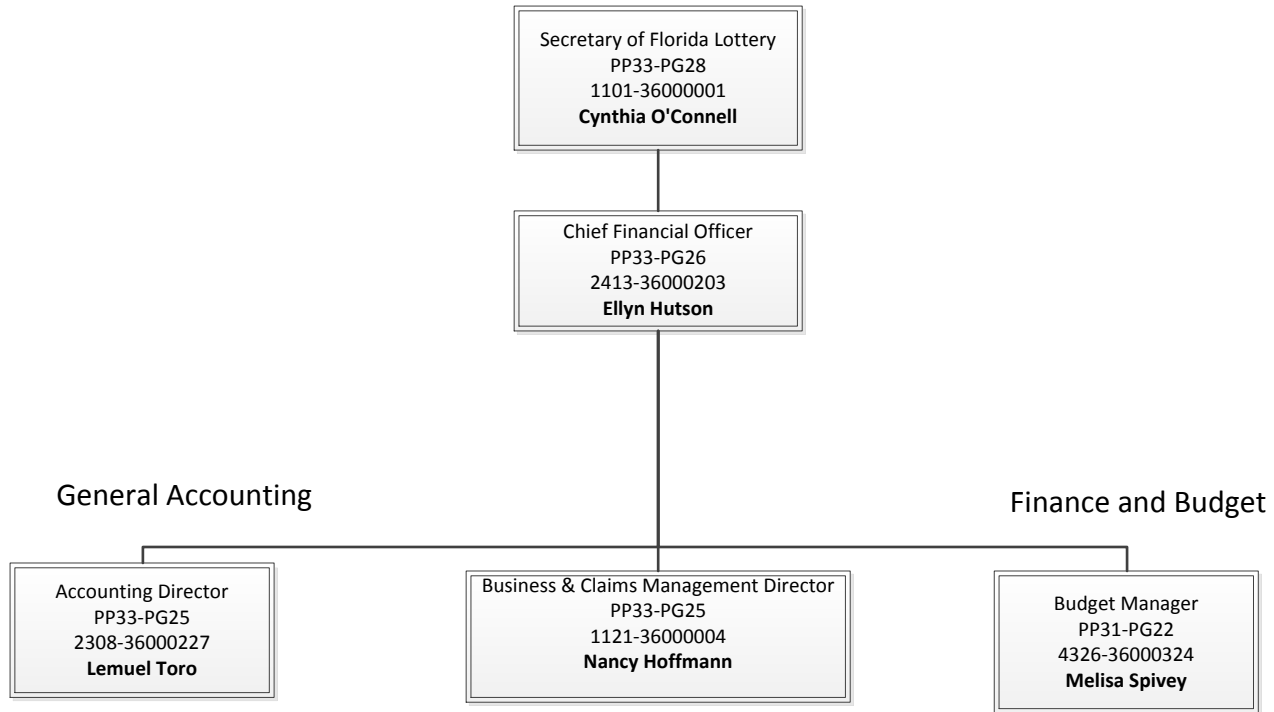 Secretary of Florida Lottery
PP33-PG28
1101-36000001
Cynthia O'Connell
Chief Financial Officer
PP33-PG26
2413-36000203
Ellyn Hutson
General Accounting
Finance and Budget
Accounting Director
PP33-PG25
2308-36000227
Lemuel Toro
Business & Claims Management Director
PP33-PG25
1121-36000004
Nancy Hoffmann
Budget Manager
PP31-PG22
4326-36000324
Melisa Spivey